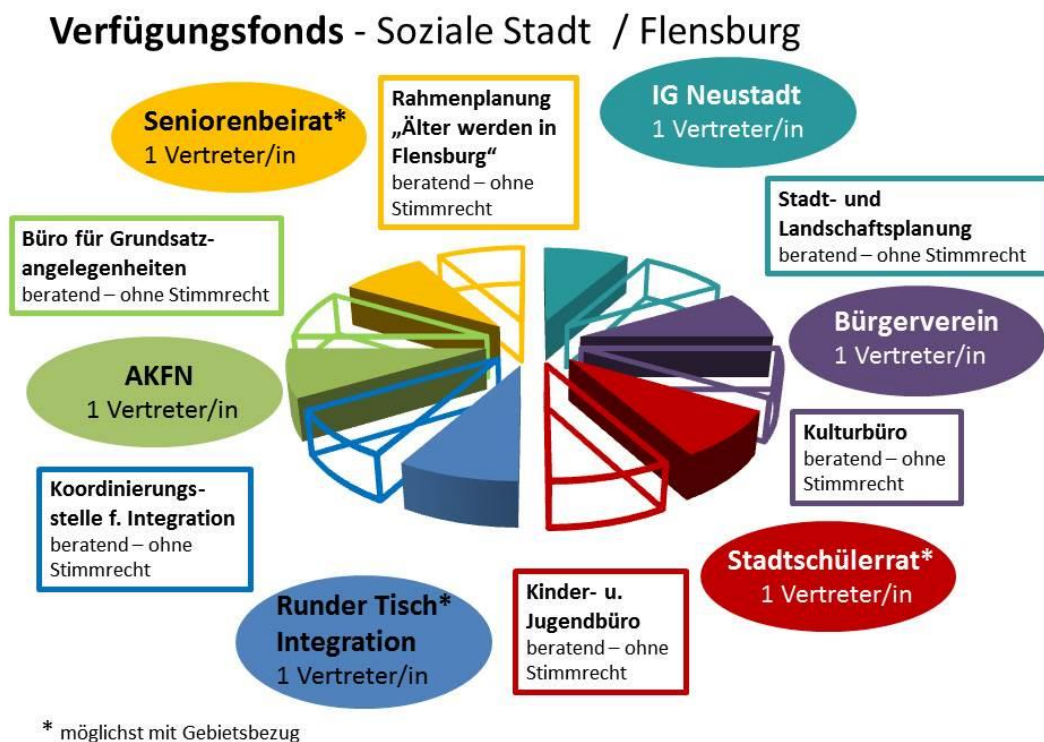 Verfügungsfonds - Soziale Stadt / Flensburg
Seniorenbeirat*
1 Vertreter/in
Rahmenplanung
„Älter werden in
Flensburg“
beratend – ohne
Stimmrecht
IG Neustadt
1 Vertreter/in
Büro für Grundsatz-
angelegenheiten
beratend – ohne Stimmrecht
Stadt- und
Landschaftsplanung
beratend – ohne Stimmrecht
AKFN
1 Vertreter/in
Bürgerverein
1 Vertreter/in
Koordinierungs-
stelle f. Integration
beratend – ohne
Stimmrecht
Kulturbüro
beratend – ohne
Stimmrecht
Runder Tisch*
Integration
1 Vertreter/in
Kinder- u.
Jugendbüro
beratend – ohne
Stimmrecht
Stadtschülerrat*
1 Vertreter/in
* möglichst mit Gebietsbezug